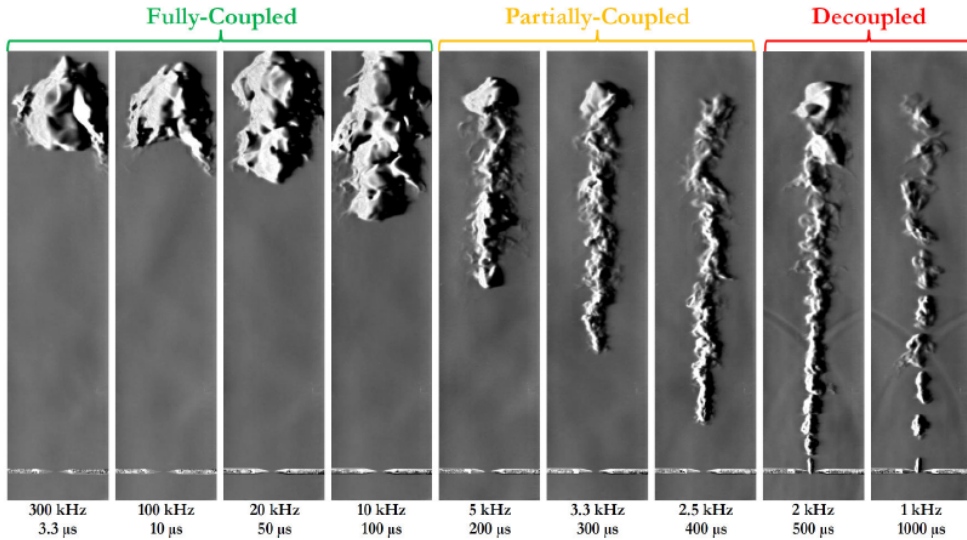 Fully-Coupled Partially-Coupled Decoupled
300 kHz 100 kHz 20 kHz 10 kHz 5 kHz 3.3 kHz 2.5 kHz 2 kHz 1 kHz
3.3 μs 10 μs 50 μs 100 μs 200 μs 300 μs 400 μs 500 μs 1000 μs